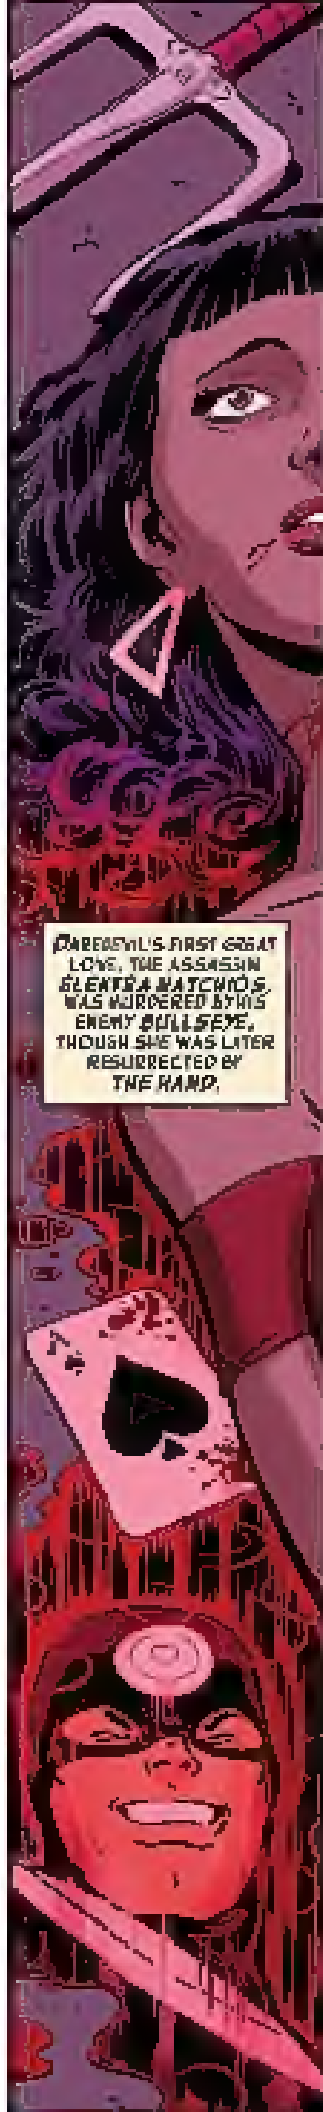 DAREDEVIL'S FIRST GREAT
LOVE, THE ASSASSIN
ELEKTRA NATCHIOS,
WAS MURDERED BY HIS
ENEMY BULLSEYE,
THOUGH SHE WAS LATER
RESURRECTED BY
THE HAND.